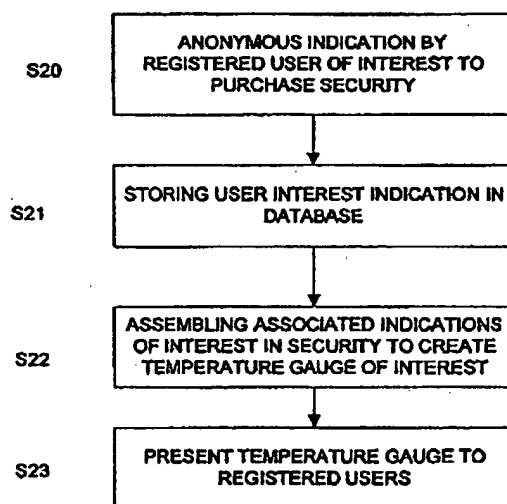 S20
ANONYMOUS INDICATION BY
REGISTERED USER OF INTEREST TO
PURCHASE SECURITY
S21
STORING USER INTEREST INDICATION IN
DATABASE
S22
ASSEMBLING ASSOCIATED INDICATIONS
OF INTEREST IN SECURITY TO CREATE
TEMPERATURE GAUGE OF INTEREST
S23
PRESENT TEMPERATURE GAUGE TO
REGISTERED USERS